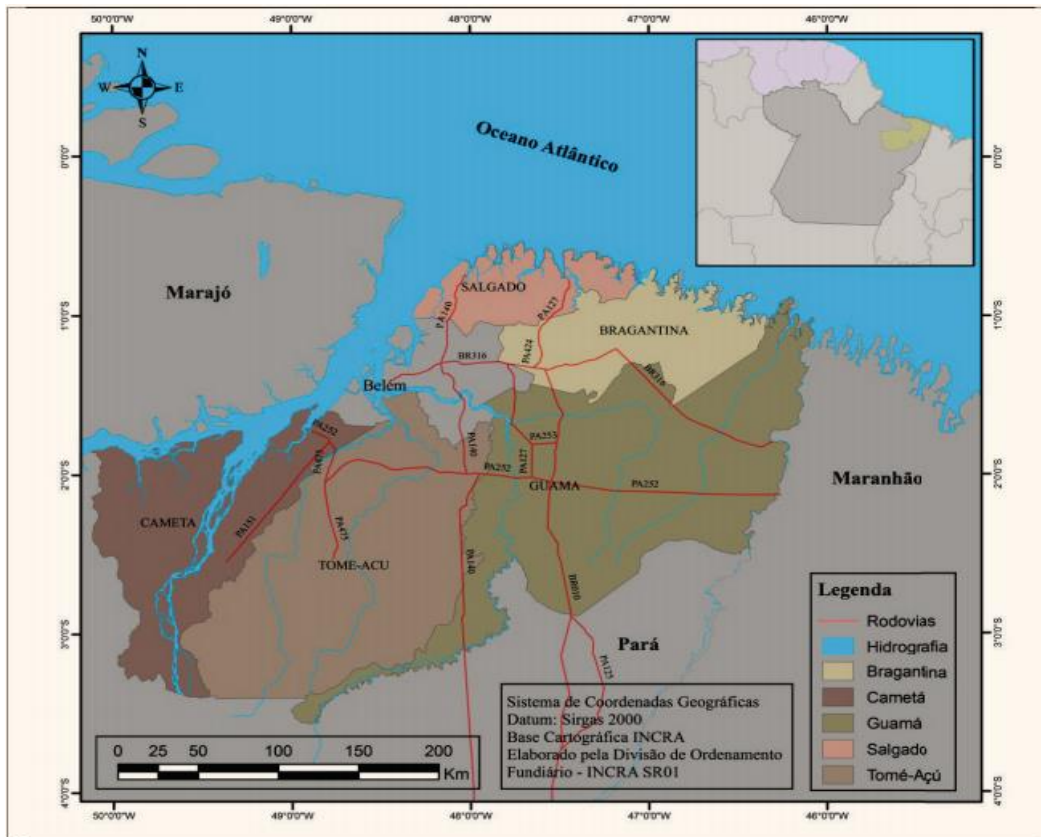 50°0'0"W
49°0'0"W
48°0'0"W
47°0'0"W
46°0'0"W
N
W
E
S
Oceano Atlântico
0°0'0"
0°0'0"
Marajó
SALGADO
PA140
PA127
1°0'0"S
1°0'0"S
BRAGANTINA
PA424
BR316
Belém
BR316
PA252
PA475
PA140
PA253
PA252
PA127
GUAMA
PA252
2°0'0"S
2°0'0"S
Maranhão
CAMETA
PA151
PA475
TOME-ACU
PA140
BR010
3°0'0"S
3°0'0"S
Pará
PA125
Legenda
Rodovias
Hidrografia
Bragantina
Cametá
Guamá
Salgado
Tomé-Açú
Sistema de Coordenadas Geográficas
Datum: Sirgas 2000
Base Cartográfica INCRA
Elaborado pela Divisão de Ordenamento
Fundiário - INCRA SR01
0 25 50 100 150 200
Km
4°0'0"S
4°0'0"S
50°0'0"W
49°0'0"W
48°0'0"W
47°0'0"W
46°0'0"W